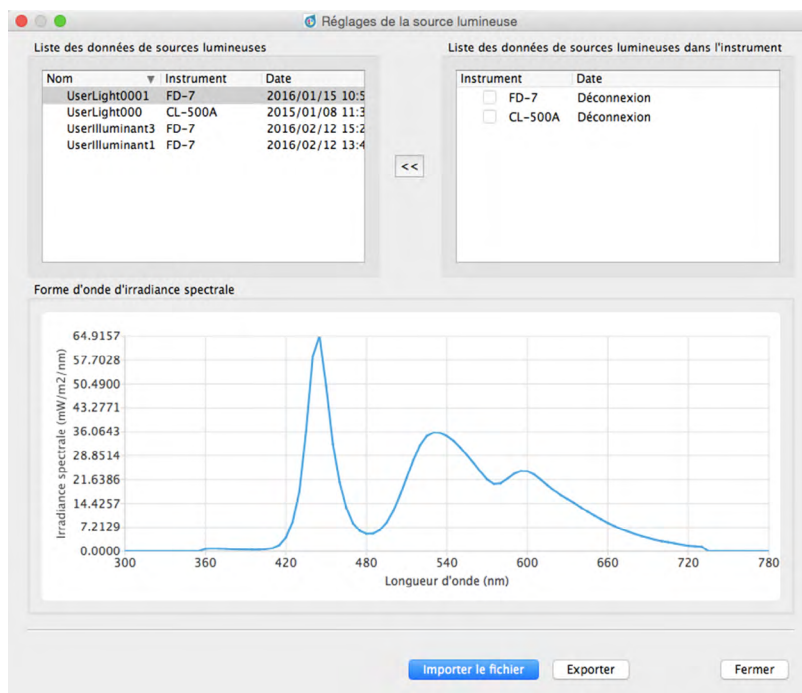 Réglages de la source lumineuse
Liste des données de sources lumineuses
Nom Instrument Date
UserLight0001 FD-7 2016/01/15 10:5
UserLight000 CL-500A 2015/01/08 11:3
UserIlluminant3 FD-7 2016/02/12 15:2
UserIlluminant1 FD-7 2016/02/12 13:4
<<
Liste des données de sources lumineuses dans l'instrument
Instrument Date
FD-7 Déconnexion
CL-500A Déconnexion
Forme d'onde d'irradiance spectrale
Irradiance spectrale (mW/m2/nm)
64.9157
57.7028
50.4900
43.2771
36.0643
28.8514
21.6386
14.4257
7.2129
0.0000
300 360 420 480 540 600 660 720 780
Longueur d'onde (nm)
Importer le fichier Exporter Fermer